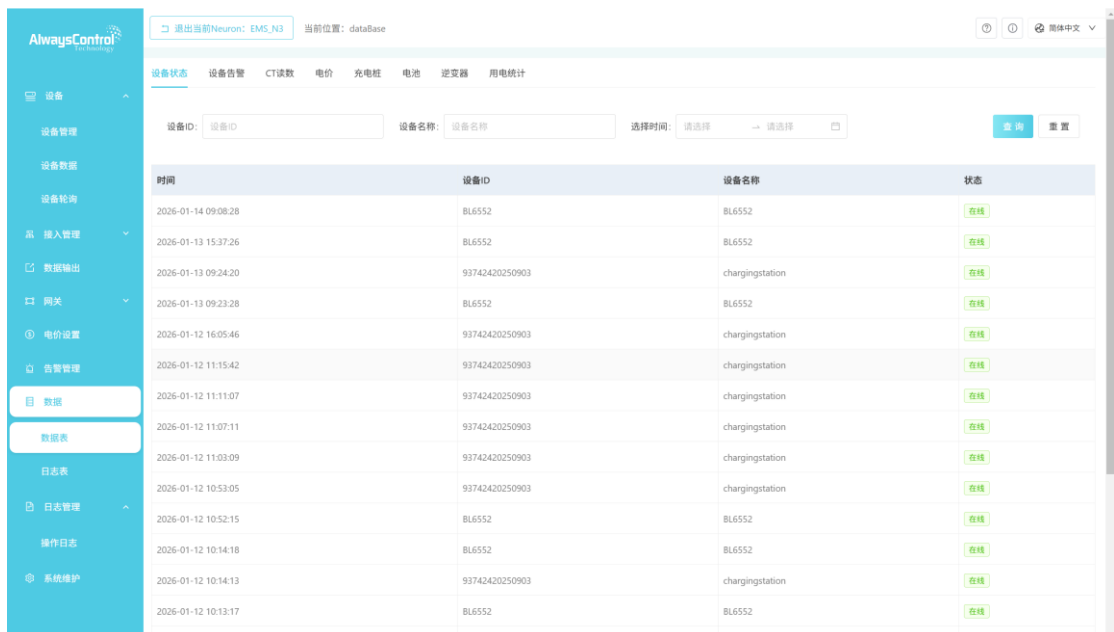 AlwaysControl
Technology
退出当前Neuron: EMS_N3 当前位置: dataBase 简体中文
设备
设备管理
设备数据
设备轮询
接入管理
数据输出
网关
电价设置
告警管理
数据
数据表
日志表
日志管理
操作日志
系统维护
设备状态 设备告警 CT读数 电价 充电桩 电池 逆变器 用电统计
设备ID: 设备ID 设备名称: 设备名称 选择时间: 请选择 → 请选择 查询 重置
时间 设备ID 设备名称 状态
2026-01-14 09:08:28 BL6552 BL6552 在线
2026-01-13 15:37:26 BL6552 BL6552 在线
2026-01-13 09:24:20 93742420250903 chargingstation 在线
2026-01-13 09:23:28 BL6552 BL6552 在线
2026-01-12 16:05:46 93742420250903 chargingstation 在线
2026-01-12 11:15:42 93742420250903 chargingstation 在线
2026-01-12 11:11:07 93742420250903 chargingstation 在线
2026-01-12 11:07:11 93742420250903 chargingstation 在线
2026-01-12 11:03:09 93742420250903 chargingstation 在线
2026-01-12 10:53:05 93742420250903 chargingstation 在线
2026-01-12 10:52:15 BL6552 BL6552 在线
2026-01-12 10:14:18 BL6552 BL6552 在线
2026-01-12 10:14:13 93742420250903 chargingstation 在线
2026-01-12 10:13:17 BL6552 BL6552 在线